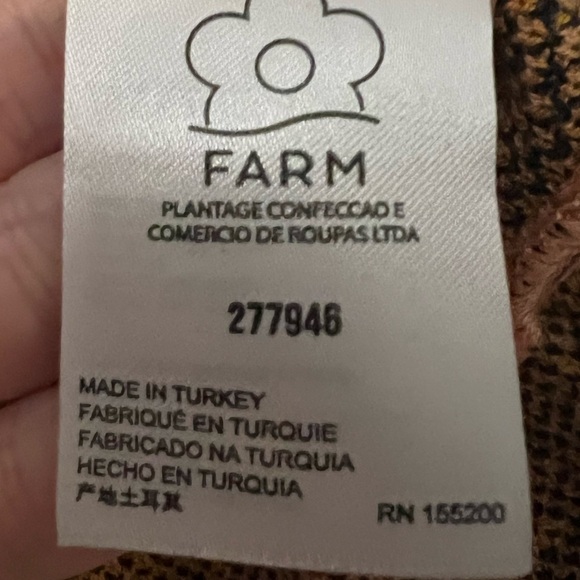 FARM
PLANTAGE CONFECCAO E
COMERCIO DE ROUPAS LTDA
277946
MADE IN TURKEY
FABRIQUÉ EN TURQUIE
FABRICADO NA TURQUIA
HECHO EN TURQUIA
产地土耳其
RN 155200